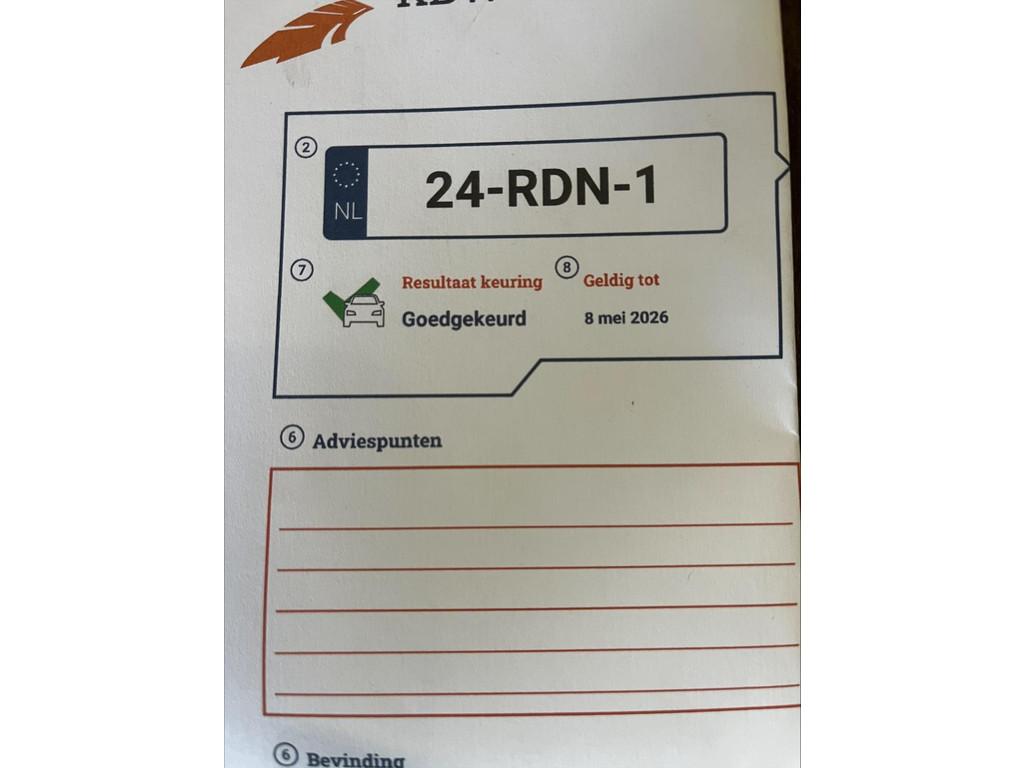 2
NL
24-RDN-1
7
Resultaat keuring
8
Geldig tot
Goedgekeurd
8 mei 2026
6 Adviespunten
6 Bevinding